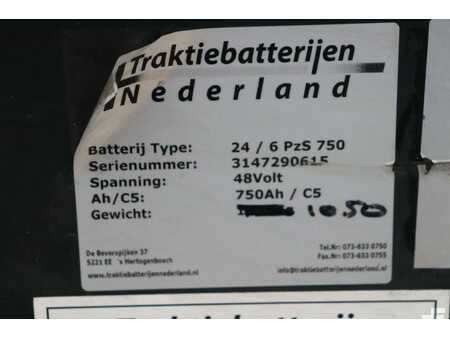 Traktiebatterijen
Nederland
Batterij Type: 24 / 6 PzS 750
Serienummer: 3147290615
Spanning: 48Volt
Ah/C5: 750Ah / C5
Gewicht: 1050
De Beverspijken 37
5221 EE 's Hertogenbosch
www.traktiebatterijennederland.nl
Tel.Nr: 073-633 0750
Fax.Nr: 073-633 0755
info@traktiebatterijennederland.nl